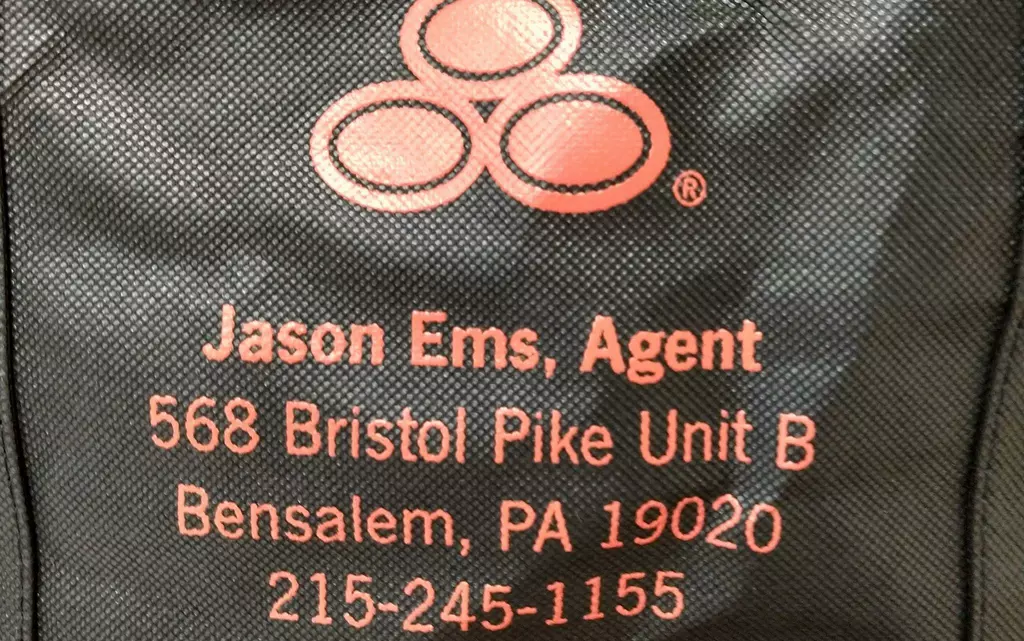 ®
Jason Ems, Agent
568 Bristol Pike Unit B
Bensalem, PA 19020
215-245-1155